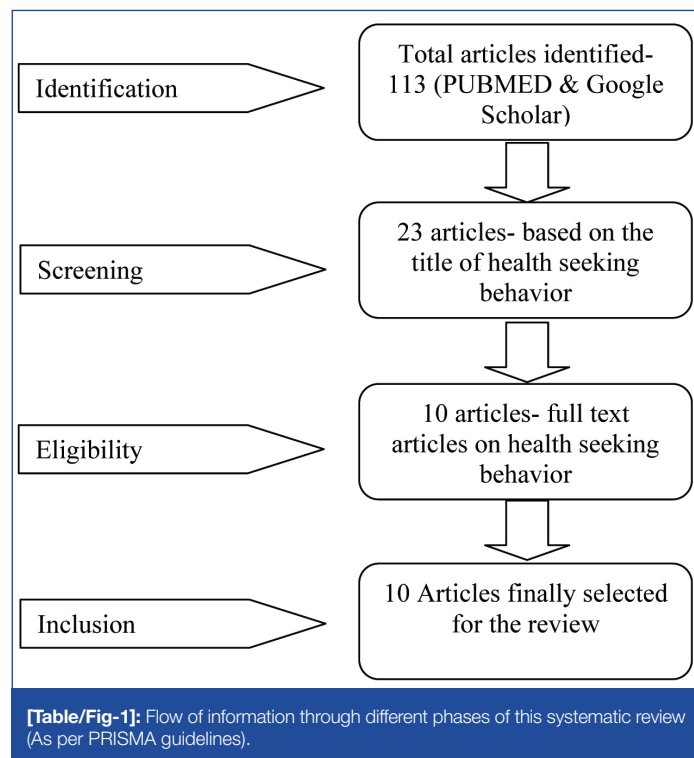 Identification
Total articles identified-
113 (PUBMED & Google
Scholar)
Screening
23 articles- based on the
title of health seeking
behavior
Eligibility
10 articles- full text
articles on health seeking
behavior
Inclusion
10 Articles finally selected
for the review
[Table/Fig-1]: Flow of information through different phases of this systematic review
(As per PRISMA guidelines).